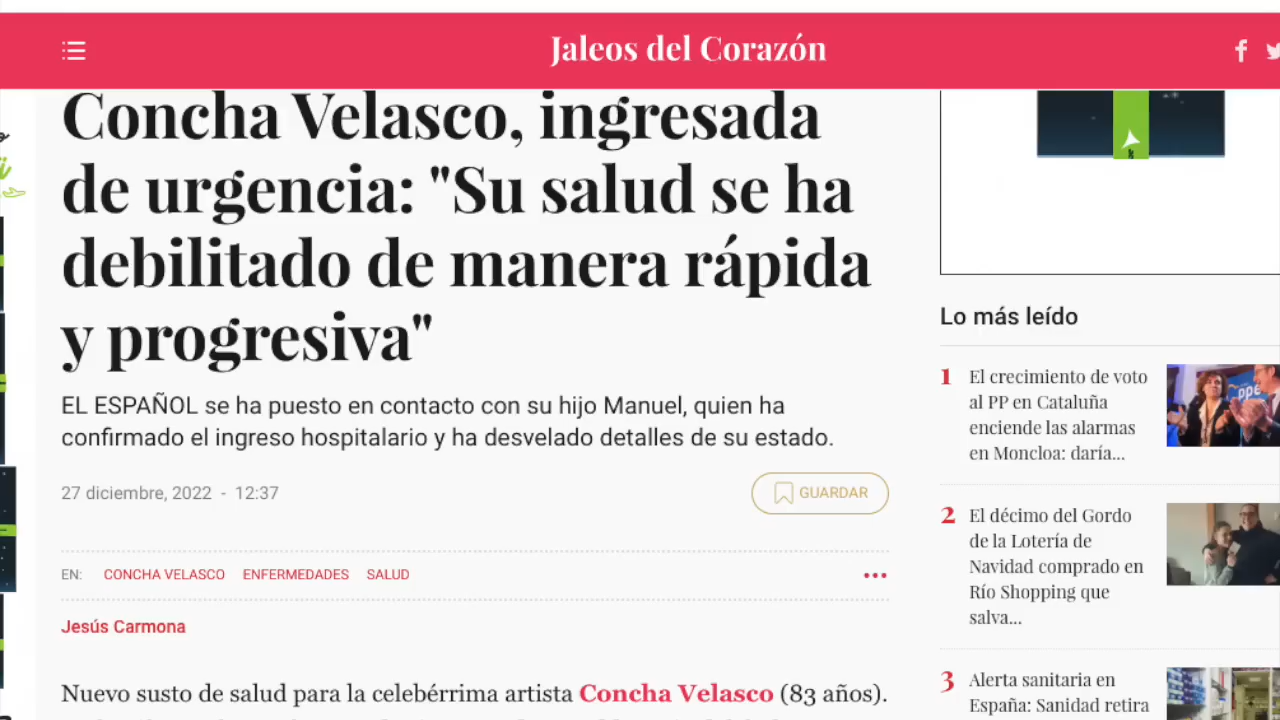 Jaleos del Corazón
Concha Velasco, ingresada
de urgencia: "Su salud se ha
debilitado de manera rápida
y progresiva"
EL ESPAÑOL se ha puesto en contacto con su hijo Manuel, quien ha
confirmado el ingreso hospitalario y ha desvelado detalles de su estado.
27 diciembre, 2022 - 12:37
GUARDAR
EN: CONCHA VELASCO ENFERMEDADES SALUD
Jesús Carmona
Nuevo susto de salud para la celebérrima artista Concha Velasco (83 años).
Lo más leído
1 El crecimiento de voto
al PP en Cataluña
enciende las alarmas
en Moncloa: daría...
2 El décimo del Gordo
de la Lotería de
Navidad comprado en
Río Shopping que
salva...
3 Alerta sanitaria en
España: Sanidad retira